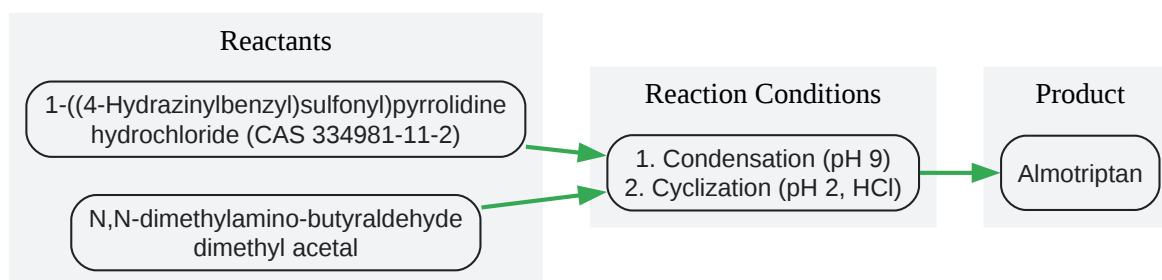 Reactants
1-((4-Hydrazinylbenzyl)sulfonyl)pyrrolidine
hydrochloride (CAS 334981-11-2)
N,N-dimethylamino-butyraldehyde
dimethyl acetal
Reaction Conditions
1. Condensation (pH 9)
2. Cyclization (pH 2, HCl)
Product
Almotriptan